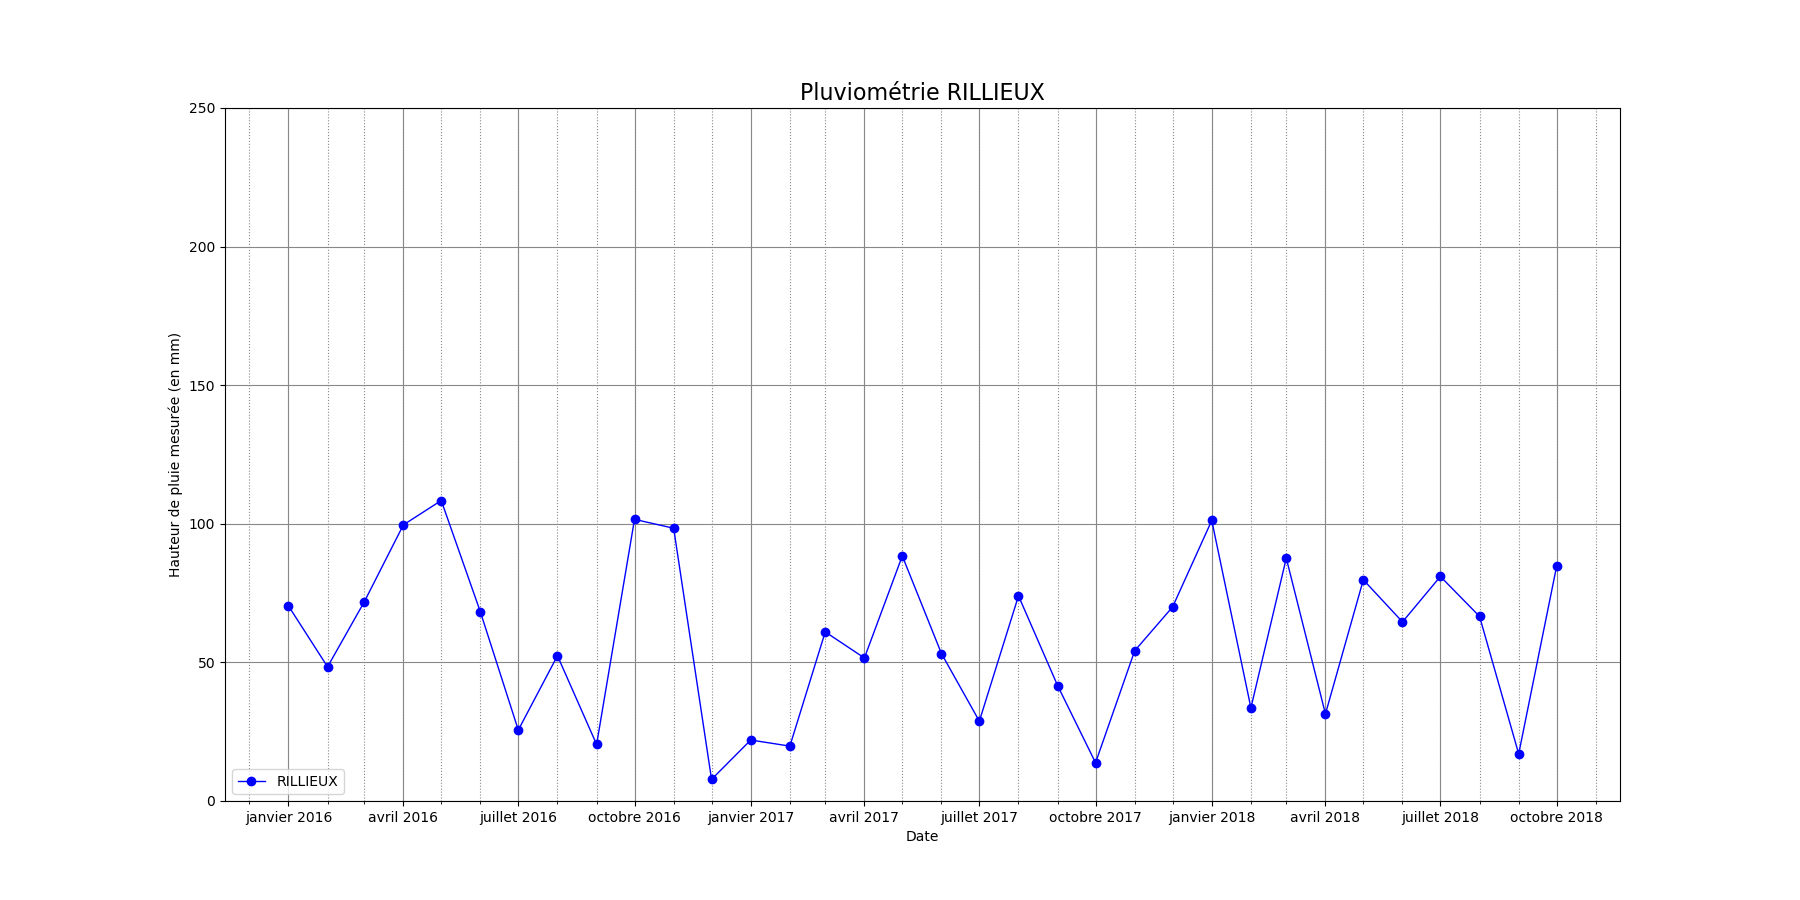 Pluviométrie RILLIEUX
250
200
150
100
50
0
Hauteur de pluie mesurée (en mm)
RILLIEUX
janvier 2016 avril 2016 juillet 2016 octobre 2016 janvier 2017 avril 2017 juillet 2017 octobre 2017 janvier 2018 avril 2018 juillet 2018 octobre 2018
Date